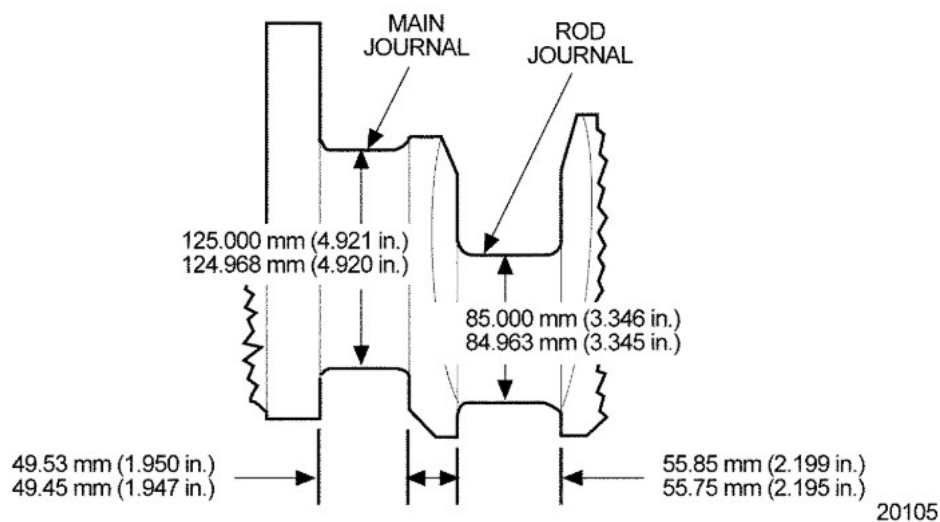 MAIN
JOURNAL
ROD
JOURNAL
125.000 mm (4.921 in.)
124.968 mm (4.920 in.)
85.000 mm (3.346 in.)
84.963 mm (3.345 in.)
49.53 mm (1.950 in.)
49.45 mm (1.947 in.)
55.85 mm (2.199 in.)
55.75 mm (2.195 in.)
20105